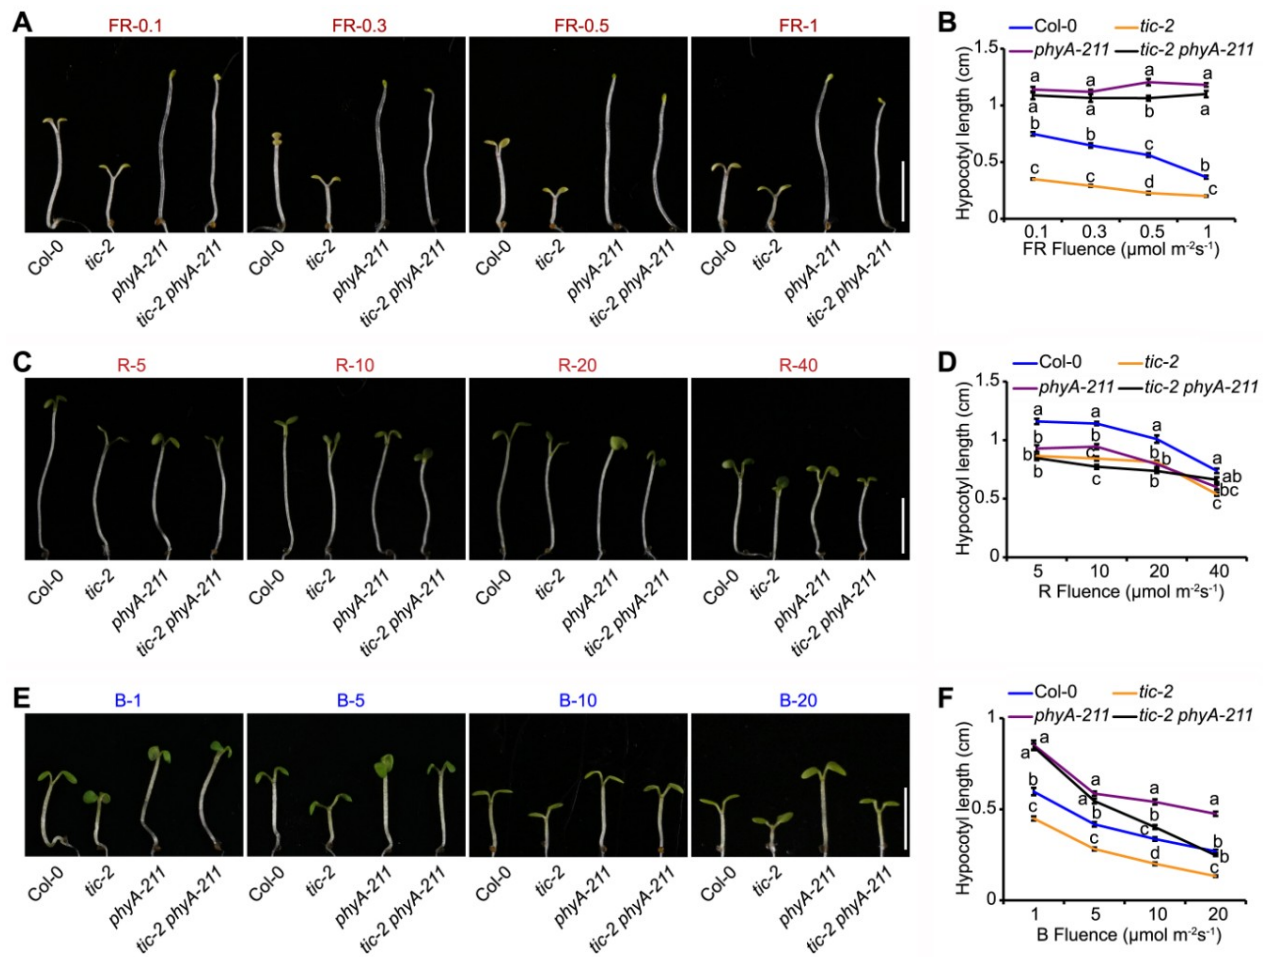 A
FR-0.1 FR-0.3 FR-0.5 FR-1
Col-0 tic-2 phyA-211 tic-2 phyA-211 Col-0 tic-2 phyA-211 tic-2 phyA-211 Col-0 tic-2 phyA-211 tic-2 phyA-211 Col-0 tic-2 phyA-211 tic-2 phyA-211
B
Col-0 tic-2
phyA-211 tic-2 phyA-211
Hypocotyl length (cm)
1.5
1
0.5
0
a a a a
a a b a
b b c b
c c d c
0.1 0.3 0.5 1
FR Fluence (μmol m⁻²s⁻¹)
C
R-5 R-10 R-20 R-40
Col-0 tic-2 phyA-211 tic-2 phyA-211 Col-0 tic-2 phyA-211 tic-2 phyA-211 Col-0 tic-2 phyA-211 tic-2 phyA-211 Col-0 tic-2 phyA-211 tic-2 phyA-211
D
Col-0 tic-2
phyA-211 tic-2 phyA-211
Hypocotyl length (cm)
1.5
1
0.5
0
a a a a
b b b ab
b c b bc
b c b c
5 10 20 40
R Fluence (μmol m⁻²s⁻¹)
E
B-1 B-5 B-10 B-20
Col-0 tic-2 phyA-211 tic-2 phyA-211 Col-0 tic-2 phyA-211 tic-2 phyA-211 Col-0 tic-2 phyA-211 tic-2 phyA-211 Col-0 tic-2 phyA-211 tic-2 phyA-211
F
Col-0 tic-2
phyA-211 tic-2 phyA-211
Hypocotyl length (cm)
1
0.5
0
a a a a
a a b b
b b c b
c c d c
1 5 10 20
B Fluence (μmol m⁻²s⁻¹)